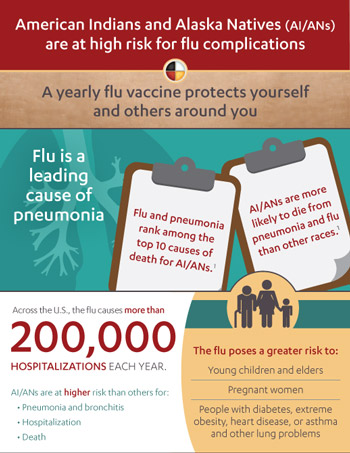 American Indians and Alaska Natives (AI/ANs)
are at high risk for flu complications
A yearly flu vaccine protects yourself
and others around you
Flu is a
leading
cause of
pneumonia
Flu and pneumonia
rank among the
top 10 causes of
death for AI/ANs.¹
AI/ANs are more
likely to die from
pneumonia and flu
than other races.¹
Across the U.S., the flu causes more than
200,000
HOSPITALIZATIONS EACH YEAR.
AI/ANs are at higher risk than others for:
• Pneumonia and bronchitis
• Hospitalization
• Death
The flu poses a greater risk to:
Young children and elders
Pregnant women
People with diabetes, extreme
obesity, heart disease, or asthma
and other lung problems